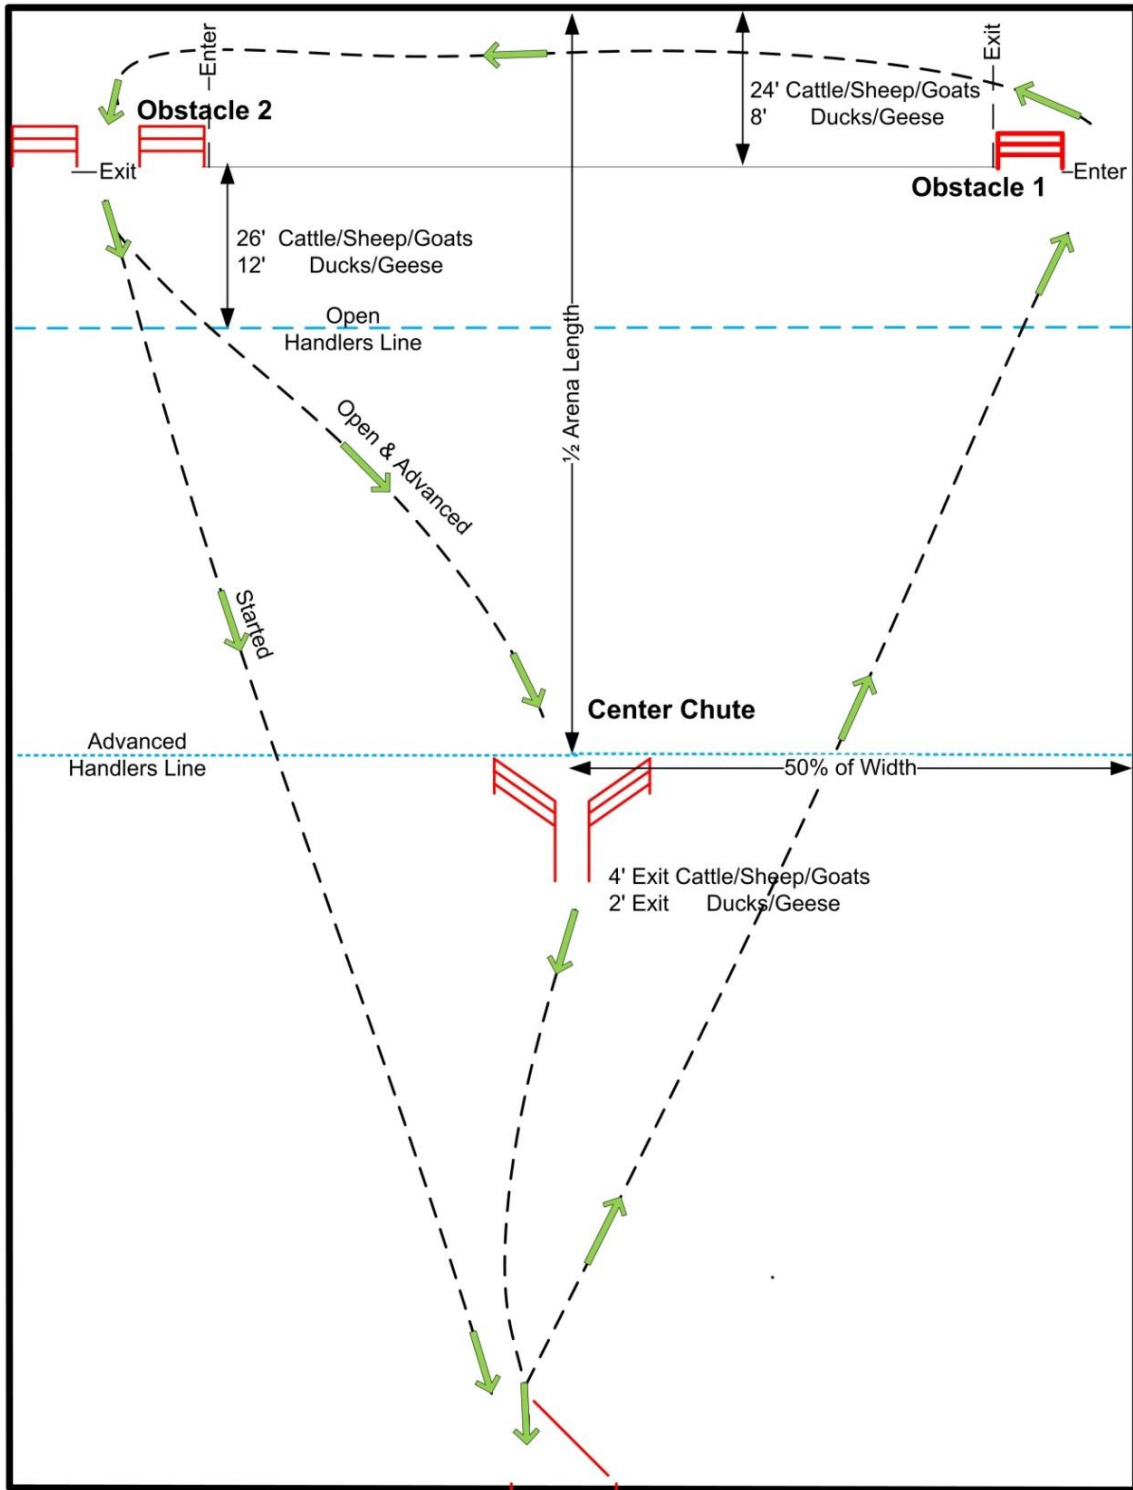 Enter
Exit
24' Cattle/Sheep/Goats
8' Ducks/Geese
Obstacle 2
Exit
Enter
Obstacle 1
26' Cattle/Sheep/Goats
12' Ducks/Geese
Open
Handlers Line
½ Arena Length
Open & Advanced
Started
Center Chute
Advanced
Handlers Line
50% of Width
4' Exit Cattle/Sheep/Goats
2' Exit Ducks/Geese